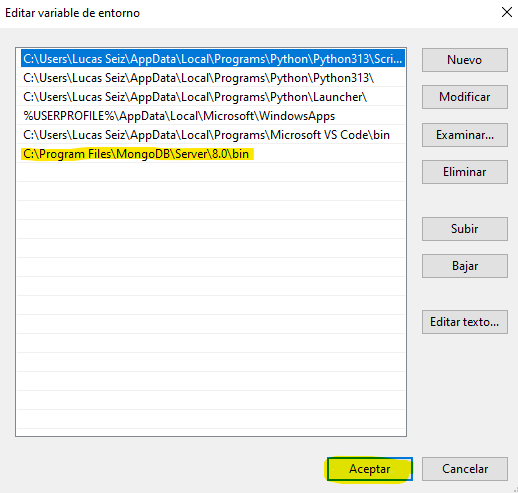 Editar variable de entorno
C:\Users\Lucas Seiz\AppData\Local\Programs\Python\Python313\Scri...
C:\Users\Lucas Seiz\AppData\Local\Programs\Python\Python313\
C:\Users\Lucas Seiz\AppData\Local\Programs\Python\Launcher\
%USERPROFILE%\AppData\Local\Microsoft\WindowsApps
C:\Users\Lucas Seiz\AppData\Local\Programs\Microsoft VS Code\bin
C:\Program Files\MongoDB\Server\8.0\bin
Nuevo
Modificar
Examinar...
Eliminar
Subir
Bajar
Editar texto...
Aceptar
Cancelar